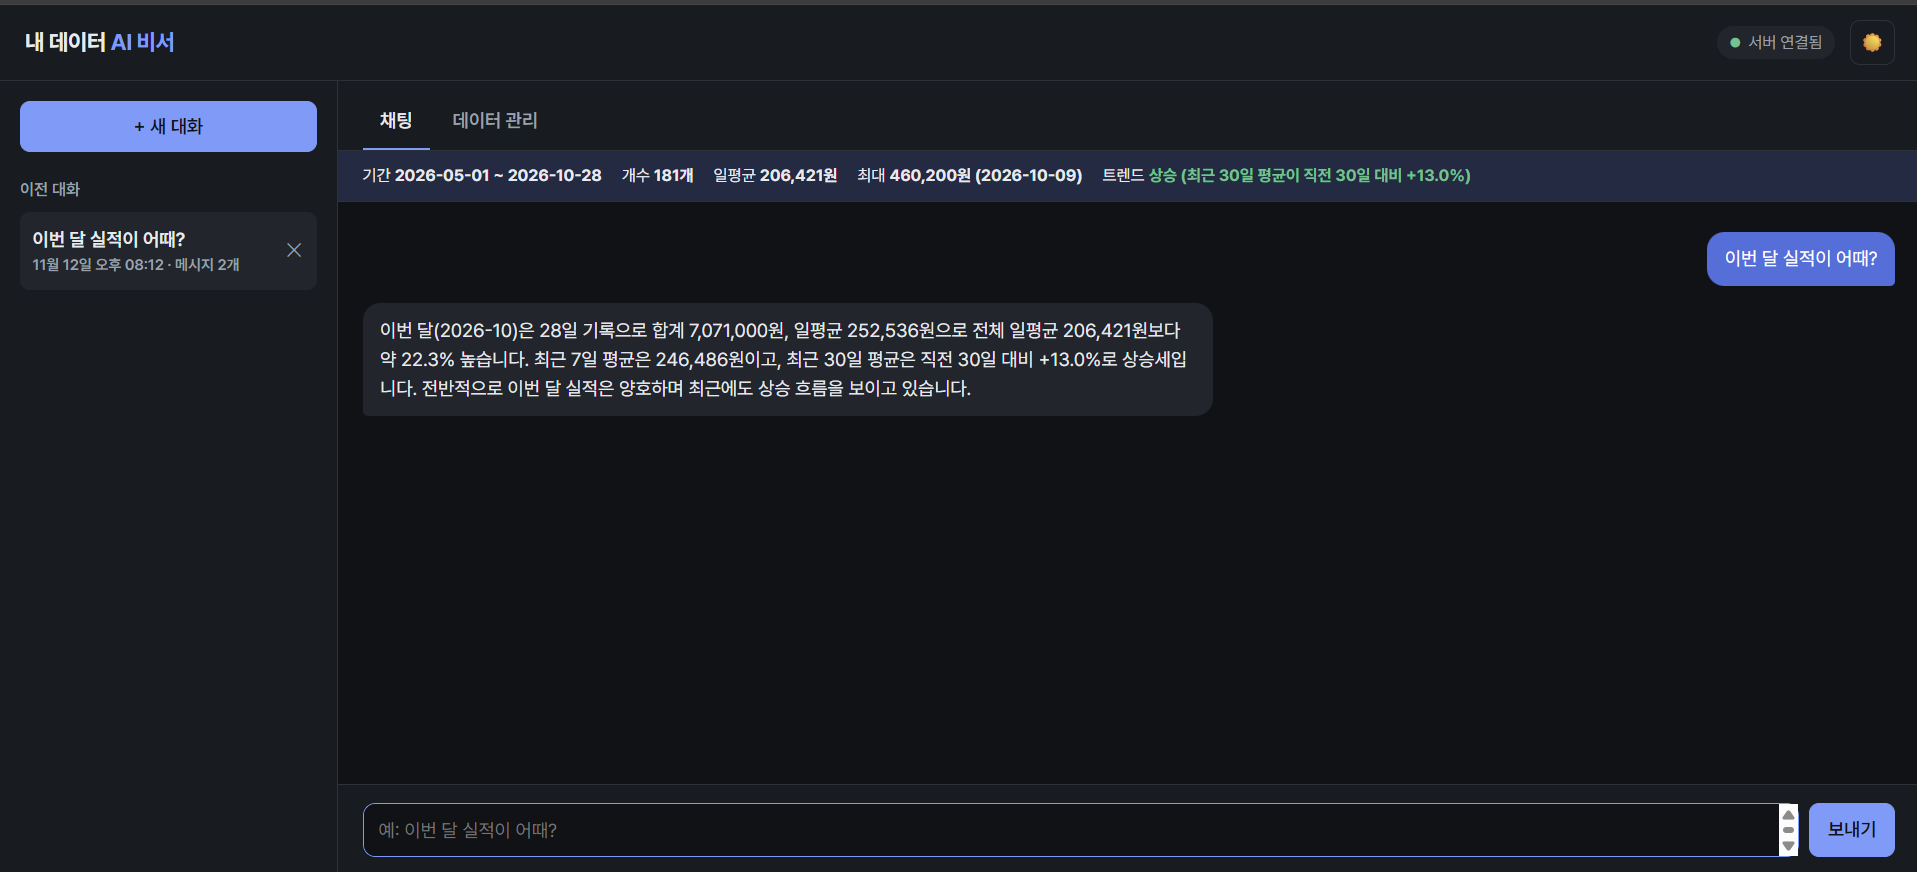 내 데이터 AI 비서
서버 연결됨
+ 새 대화
이전 대화
이번 달 실적이 어때?
11월 12일 오후 08:12 · 메시지 2개
채팅
데이터 관리
기간 2026-05-01 ~ 2026-10-28 개수 181개 일평균 206,421원 최대 460,200원 (2026-10-09) 트렌드 상승 (최근 30일 평균이 직전 30일 대비 +13.0%)
이번 달 실적이 어때?
이번 달(2026-10)은 28일 기록으로 합계 7,071,000원, 일평균 252,536원으로 전체 일평균 206,421원보다
약 22.3% 높습니다. 최근 7일 평균은 246,486원이고, 최근 30일 평균은 직전 30일 대비 +13.0%로 상승세입
니다. 전반적으로 이번 달 실적은 양호하며 최근에도 상승 흐름을 보이고 있습니다.
예: 이번 달 실적이 어때?
보내기